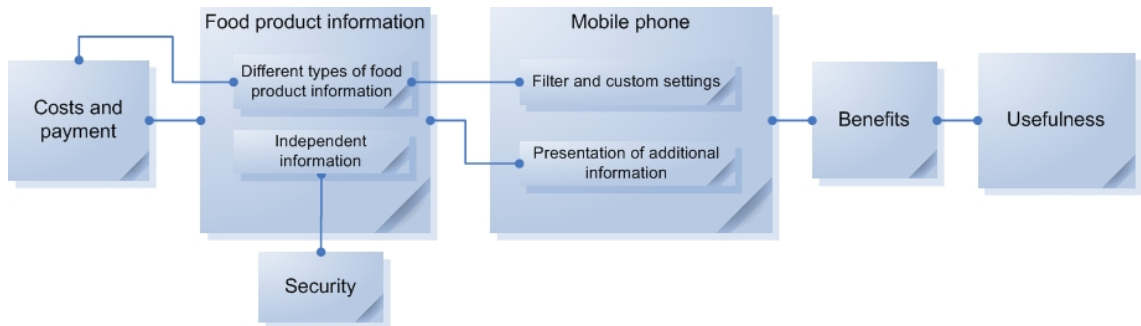 Food product information
Mobile phone
Different types of food
product information
Filter and custom settings
Costs and
payment
Benefits
Usefulness
Independent
information
Presentation of additional
information
Security